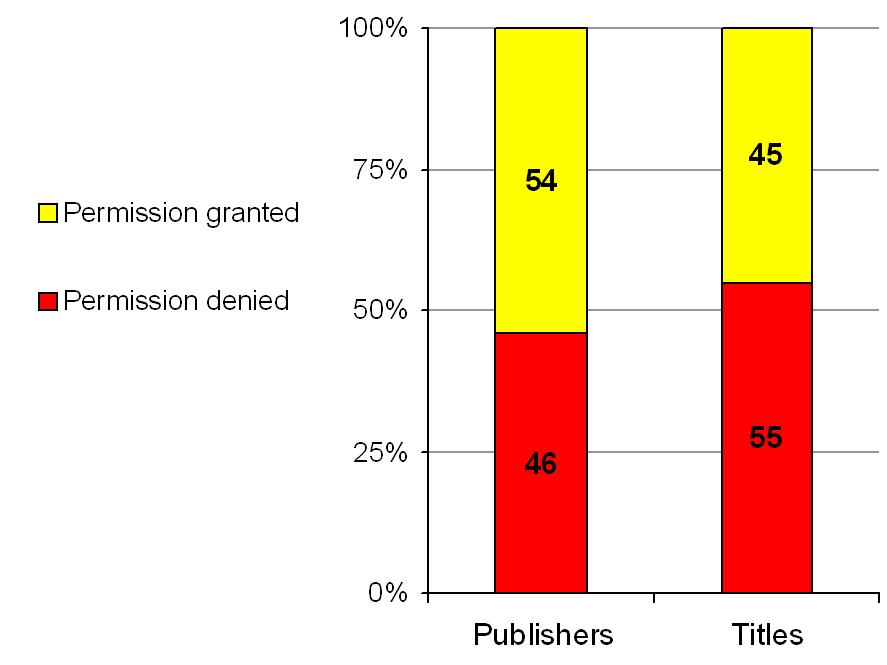 100%
75%
50%
25%
0%
Permission granted
Permission denied
54
46
45
55
Publishers
Titles